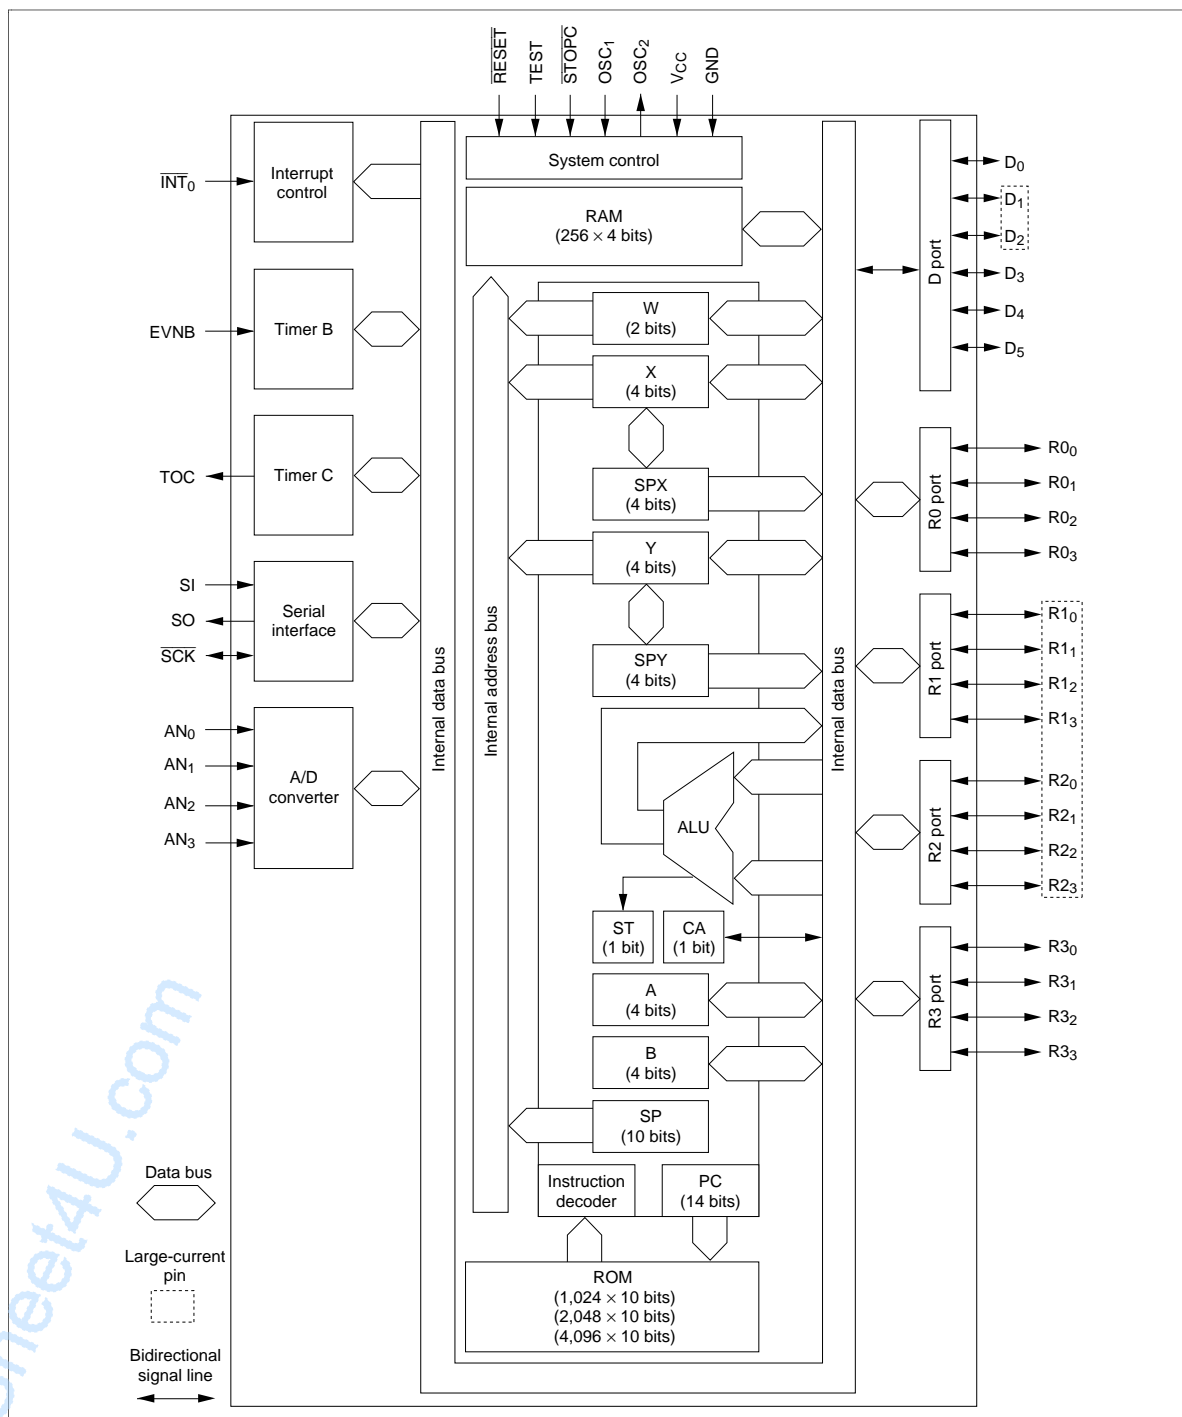 RESET
TEST
STOPC
OSC1
OSC2
VCC
GND
System control
RAM
(256 × 4 bits)
INT0
Interrupt
control
EVNB
Timer B
TOC
Timer C
SI
SO
SCK
Serial
interface
AN0
AN1
AN2
AN3
A/D
converter
Internal data bus
Internal address bus
W
(2 bits)
X
(4 bits)
SPX
(4 bits)
Y
(4 bits)
SPY
(4 bits)
ALU
ST
(1 bit)
CA
(1 bit)
A
(4 bits)
B
(4 bits)
SP
(10 bits)
Instruction
decoder
PC
(14 bits)
ROM
(1,024 × 10 bits)
(2,048 × 10 bits)
(4,096 × 10 bits)
Internal data bus
D port
D0
D1
D2
D3
D4
D5
R0 port
R00
R01
R02
R03
R1 port
R10
R11
R12
R13
R2 port
R20
R21
R22
R23
R3 port
R30
R31
R32
R33
Data bus
Large-current
pin
Bidirectional
signal line
heet4U.com